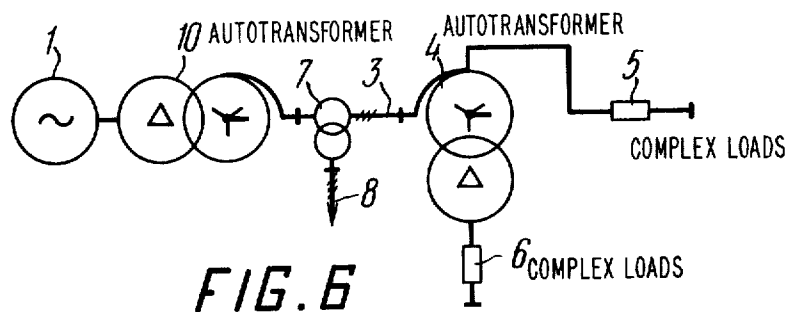 1
10 AUTOTRANSFORMER
7
3
AUTOTRANSFORMER
4
5
COMPLEX LOADS
8
6 COMPLEX LOADS
FIG. 6